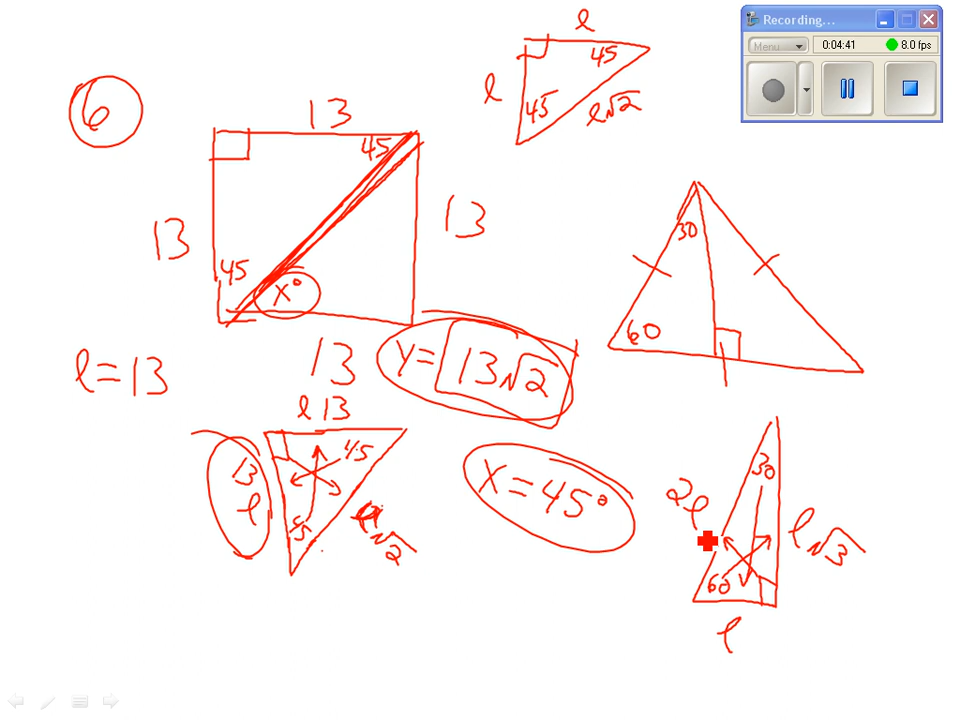 Recording...
Menu
0:04:41
8.0 fps
6
13
45
13
13
45
x°
13
l
45
l
45
l√2
30
60
l=13
y= 13√2
l 13
13
l
45
45
√2
x=45°
30
2l
l√3
60
l